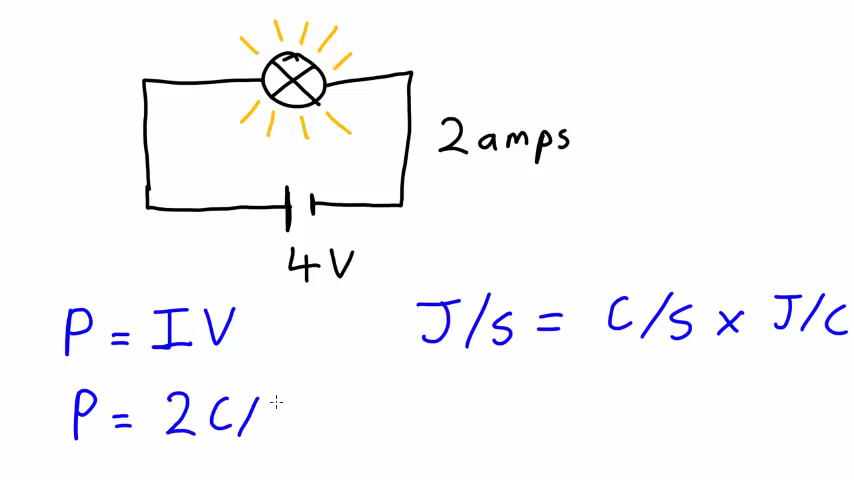 2 amps
4V
P = IV
J/s = C/s × J/C
P = 2C/